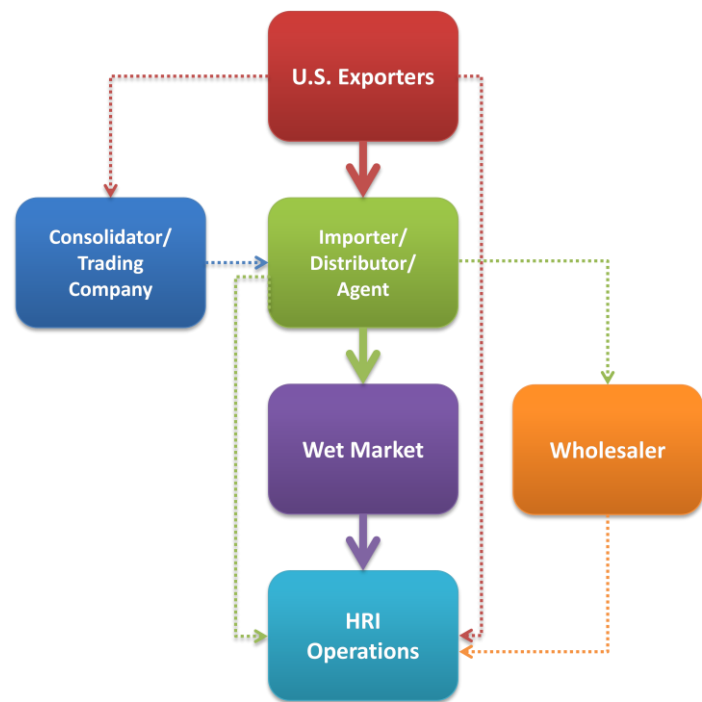 U.S. Exporters
Consolidator/
Trading
Company
Importer/
Distributor/
Agent
Wet Market
Wholesaler
HRI
Operations